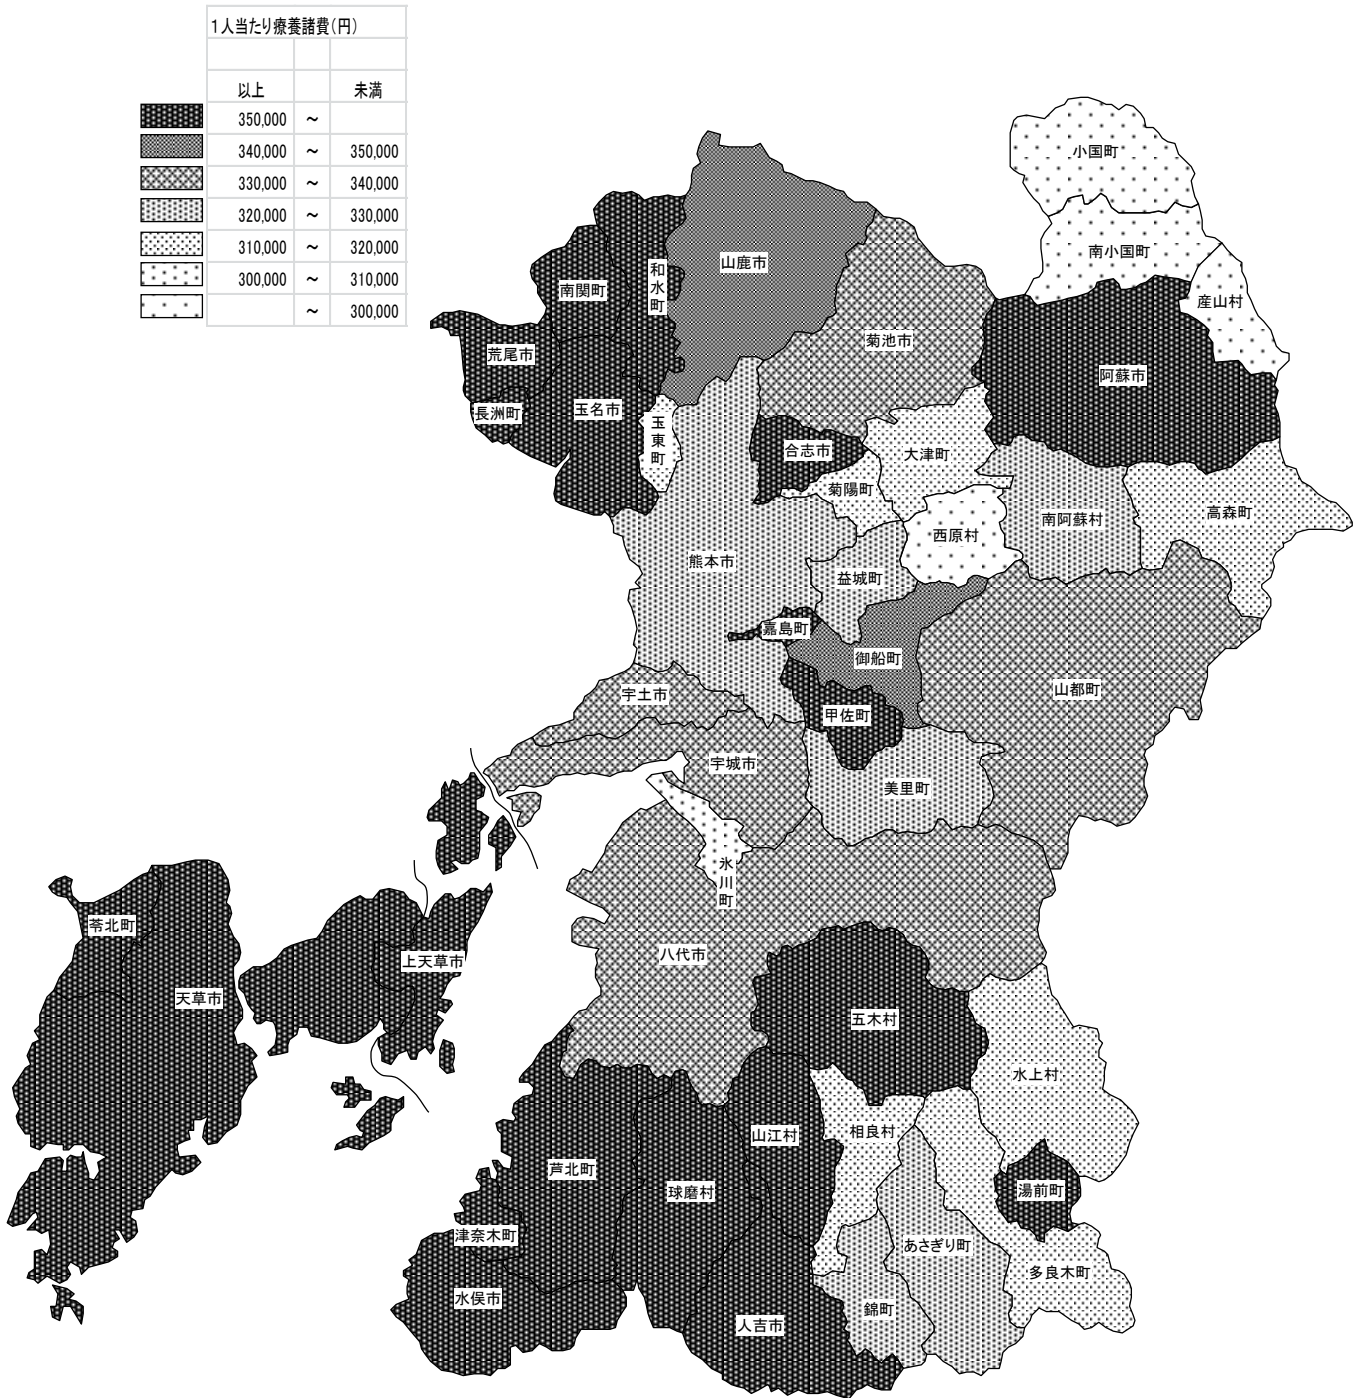 1人当たり療養諸費(円)
以上 未満
350,000 ~
340,000 ~ 350,000
330,000 ~ 340,000
320,000 ~ 330,000
310,000 ~ 320,000
300,000 ~ 310,000
~ 300,000
小国町
南小国町
産山村
山鹿市
和水町
南関町
菊池市
荒尾市
阿蘇市
長洲町
玉名市
玉東町
合志市
大津町
菊陽町
高森町
南阿蘇村
西原村
熊本市
益城町
嘉島町
御船町
山都町
宇土市
甲佐町
宇城市
美里町
氷川町
苓北町
上天草市
八代市
天草市
五木村
水上村
相良村
山江村
芦北町
球磨村
湯前町
津奈木町
あさぎり町
多良木町
水俣市
錦町
人吉市